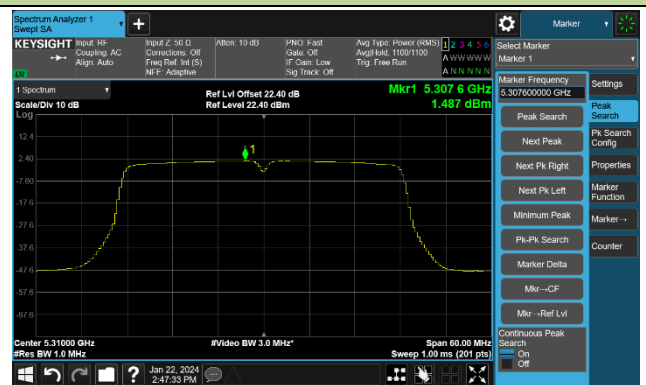 Spectrum Analyzer 1
Swept SA
Marker
KEYSIGHT
Input: RF
Coupling: AC
Align: Auto
Input Z: 50 Ω
Corrections: Off
Freq Ref: Int (S)
NFE: Adaptive
Atten: 10 dB
PNO: Fast
Gate: Off
IF Gain: Low
Sig Track: Off
Avg Type: Power (RMS)
Avg|Hold: 1100/1100
Trig: Free Run
1 2 3 4 5 6
A W W W W W
A N N N N N
Select Marker
Marker 1
1 Spectrum
Scale/Div 10 dB
Log
Ref Lvl Offset 22.40 dB
Ref Level 22.40 dBm
Mkr1 5.307 6 GHz
1.487 dBm
12.4
2.40
-7.60
-17.6
-27.6
-37.6
-47.6
-57.6
-67.6
1
Center 5.31000 GHz
#Res BW 1.0 MHz
#Video BW 3.0 MHz*
Span 60.00 MHz
Sweep 1.00 ms (201 pts)
Marker Frequency
5.307600000 GHz
Peak Search
Next Peak
Next Pk Right
Next Pk Left
Minimum Peak
Pk-Pk Search
Marker Delta
Mkr→CF
Mkr→Ref Lvl
Continuous Peak
Search
On
Off
Settings
Peak
Search
Pk Search
Config
Properties
Marker
Function
Marker→
Counter
Jan 22, 2024
2:47:33 PM